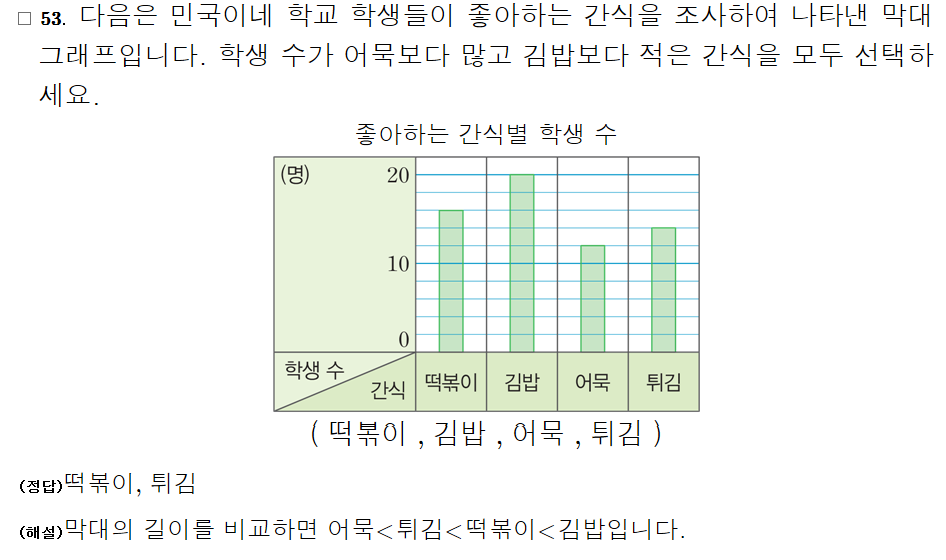 □ 53. 다음은 민국이네 학교 학생들이 좋아하는 간식을 조사하여 나타낸 막대
그래프입니다. 학생 수가 어묵보다 많고 김밥보다 적은 간식을 모두 선택하
세요.
좋아하는 간식별 학생 수
(명) 20
10
0
학생 수
간식 떡볶이 김밥 어묵 튀김
( 떡볶이 , 김밥 , 어묵 , 튀김 )
(정답)떡볶이, 튀김
(해설)막대의 길이를 비교하면 어묵<튀김<떡볶이<김밥입니다.